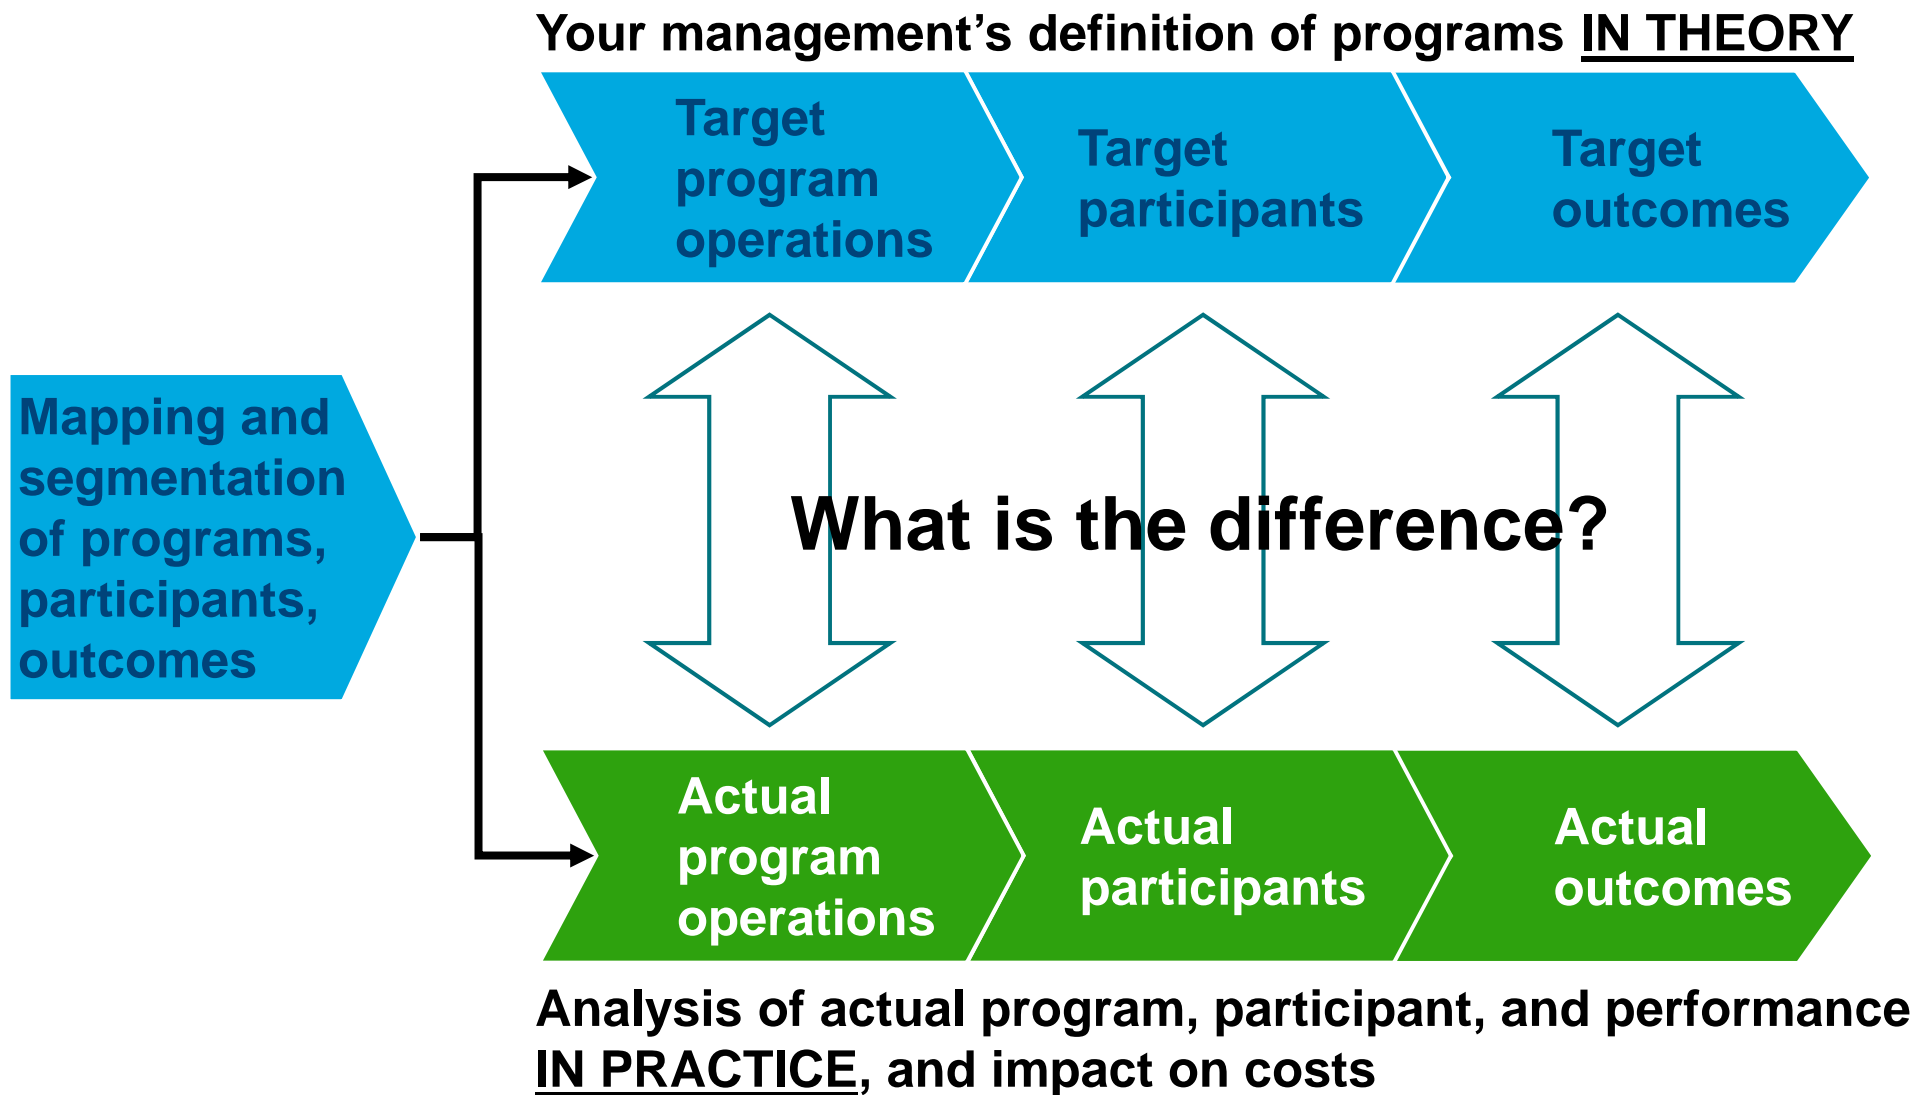 Your management’s definition of programs IN THEORY
Target
program
operations
Target
participants
Target
outcomes
Mapping and
segmentation
of programs,
participants,
outcomes
What is the difference?
Actual
program
operations
Actual
participants
Actual
outcomes
Analysis of actual program, participant, and performance
IN PRACTICE, and impact on costs